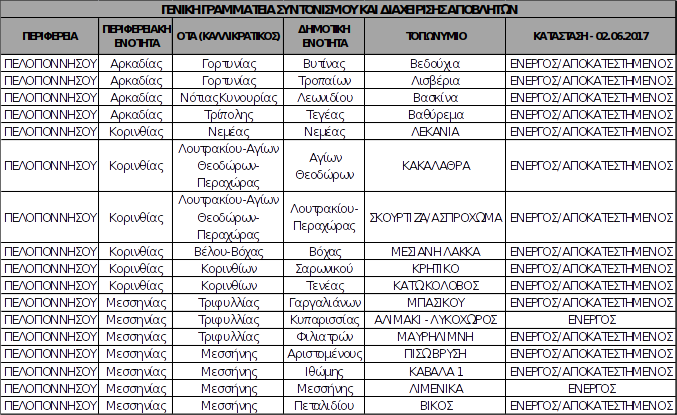 ΓΕΝΙΚΗ ΓΡΑΜΜΑΤΕΙΑ ΣΥΝΤΟΝΙΣΜΟΥ ΚΑΙ ΔΙΑΧΕΙΡΙΣΗΣ ΑΠΟΒΛΗΤΩΝ
ΠΕΡΙΦΕΡΕΙΑ ΠΕΡΙΦΕΡΕΙΑΚΗ ΕΝΟΤΗΤΑ ΟΤΑ (ΚΑΛΛΙΚΡΑΤΙΚΟΣ) ΔΗΜΟΤΙΚΗ ΕΝΟΤΗΤΑ ΤΟΠΩΝΥΜΙΟ ΚΑΤΑΣΤΑΣΗ - 02.06.2017
ΠΕΛΟΠΟΝΝΗΣΟΥ Αρκαδίας Γορτυνίας Βυτίνας Βεδούχια ΕΝΕΡΓΟΣ/ΑΠΟΚΑΤΕΣΤΗΜΕΝΟΣ
ΠΕΛΟΠΟΝΝΗΣΟΥ Αρκαδίας Γορτυνίας Τροπαίων Λισβέρια ΕΝΕΡΓΟΣ/ΑΠΟΚΑΤΕΣΤΗΜΕΝΟΣ
ΠΕΛΟΠΟΝΝΗΣΟΥ Αρκαδίας Νότιας Κυνουρίας Λεωνιδίου Βασκίνα ΕΝΕΡΓΟΣ/ΑΠΟΚΑΤΕΣΤΗΜΕΝΟΣ
ΠΕΛΟΠΟΝΝΗΣΟΥ Αρκαδίας Τρίπολης Τεγέας Βαθύρεμα ΕΝΕΡΓΟΣ/ΑΠΟΚΑΤΕΣΤΗΜΕΝΟΣ
ΠΕΛΟΠΟΝΝΗΣΟΥ Κορινθίας Νεμέας Νεμέας ΛΕΚΑΝΙΑ ΕΝΕΡΓΟΣ/ΑΠΟΚΑΤΕΣΤΗΜΕΝΟΣ
ΠΕΛΟΠΟΝΝΗΣΟΥ Κορινθίας Λουτρακίου-Αγίων Θεοδώρων-Περαχώρας Αγίων Θεοδώρων ΚΑΚΑΛΑΘΡΑ ΕΝΕΡΓΟΣ/ΑΠΟΚΑΤΕΣΤΗΜΕΝΟΣ
ΠΕΛΟΠΟΝΝΗΣΟΥ Κορινθίας Λουτρακίου-Αγίων Θεοδώρων-Περαχώρας Λουτρακίου-Περαχώρας ΣΚΟΥΡΤΙΖΑ/ΑΣΠΡΟΧΩΜΑ ΕΝΕΡΓΟΣ/ΑΠΟΚΑΤΕΣΤΗΜΕΝΟΣ
ΠΕΛΟΠΟΝΝΗΣΟΥ Κορινθίας Βέλου-Βόχας Βόχας ΜΕΣΙΑΝΗ ΛΑΚΚΑ ΕΝΕΡΓΟΣ/ΑΠΟΚΑΤΕΣΤΗΜΕΝΟΣ
ΠΕΛΟΠΟΝΝΗΣΟΥ Κορινθίας Κορινθίων Σαρωνικού ΚΡΗΤΙΚΟ ΕΝΕΡΓΟΣ/ΑΠΟΚΑΤΕΣΤΗΜΕΝΟΣ
ΠΕΛΟΠΟΝΝΗΣΟΥ Κορινθίας Κορινθίων Τενέας ΚΑΤΩ ΚΟΛΟΒΟΣ ΕΝΕΡΓΟΣ/ΑΠΟΚΑΤΕΣΤΗΜΕΝΟΣ
ΠΕΛΟΠΟΝΝΗΣΟΥ Μεσσηνίας Τριφυλλίας Γαργαλιάνων ΜΠΑΣΙΚΟΥ ΕΝΕΡΓΟΣ/ΑΠΟΚΑΤΕΣΤΗΜΕΝΟΣ
ΠΕΛΟΠΟΝΝΗΣΟΥ Μεσσηνίας Τριφυλλίας Κυπαρισσίας ΑΛΙΜΑΚΙ - ΛΥΚΟΧΩΡΟΣ ΕΝΕΡΓΟΣ
ΠΕΛΟΠΟΝΝΗΣΟΥ Μεσσηνίας Τριφυλλίας Φιλιατρών ΜΑΥΡΗ ΛΙΜΝΗ ΕΝΕΡΓΟΣ/ΑΠΟΚΑΤΕΣΤΗΜΕΝΟΣ
ΠΕΛΟΠΟΝΝΗΣΟΥ Μεσσηνίας Μεσσήνης Αριστομένους ΠΙΣΩ ΒΡΥΣΗ ΕΝΕΡΓΟΣ/ΑΠΟΚΑΤΕΣΤΗΜΕΝΟΣ
ΠΕΛΟΠΟΝΝΗΣΟΥ Μεσσηνίας Μεσσήνης Ιθώμης ΚΑΒΑΛΑ 1 ΕΝΕΡΓΟΣ/ΑΠΟΚΑΤΕΣΤΗΜΕΝΟΣ
ΠΕΛΟΠΟΝΝΗΣΟΥ Μεσσηνίας Μεσσήνης Μεσσήνης ΛΙΜΕΝΙΚΑ ΕΝΕΡΓΟΣ
ΠΕΛΟΠΟΝΝΗΣΟΥ Μεσσηνίας Μεσσήνης Πεταλιδίου ΒΙΚΟΣ ΕΝΕΡΓΟΣ/ΑΠΟΚΑΤΕΣΤΗΜΕΝΟΣ